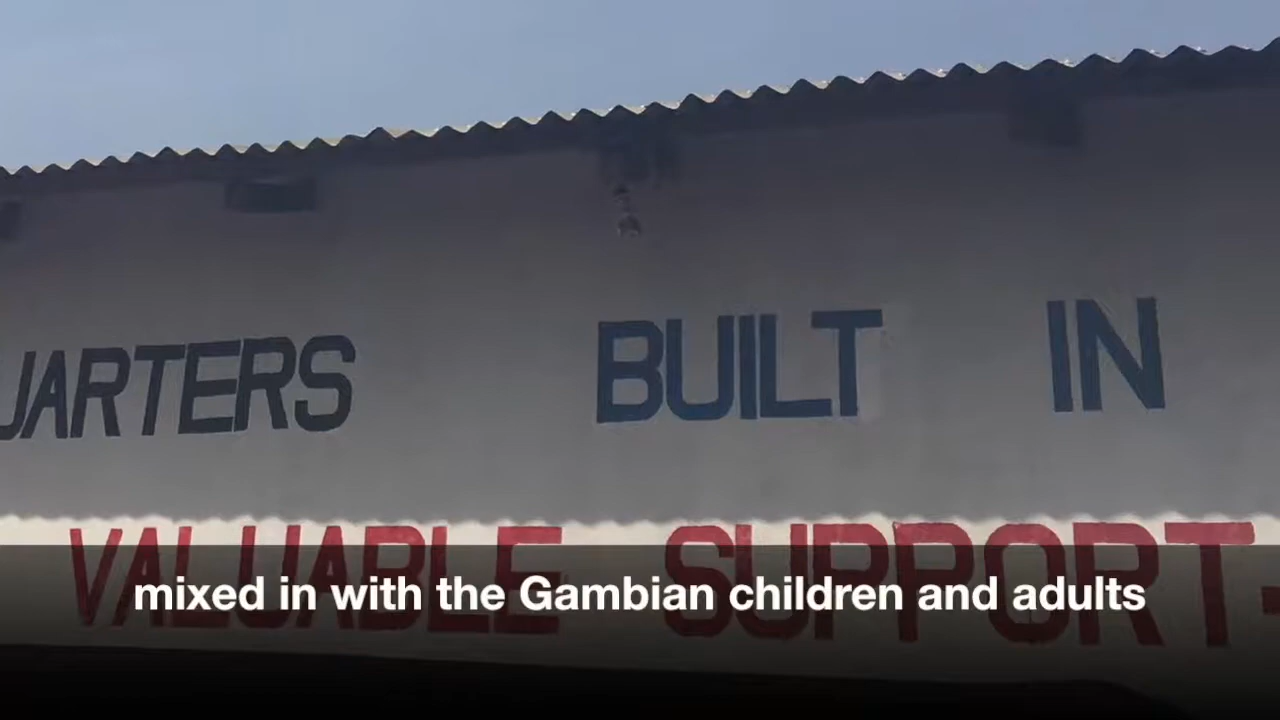 UARTERS BUILT IN
VALUABLE SUPPORT-
mixed in with the Gambian children and adults